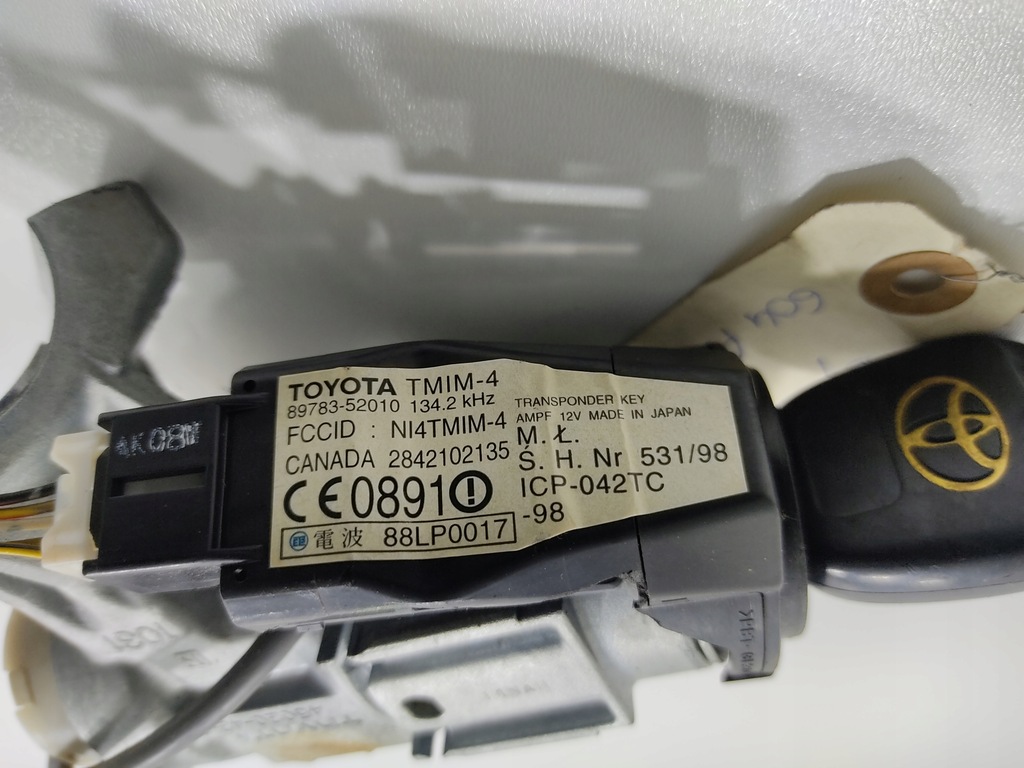 TOYOTA TMIM-4
89783-52010 134.2 kHz
FCCID : NI4TMIM-4
CANADA 2842102135
CE0891
電波 88LP0017
TRANSPONDER KEY
AMPF 12V MADE IN JAPAN
M. Ł.
Ś. H. Nr 531/98
ICP-042TC
-98
AK08W